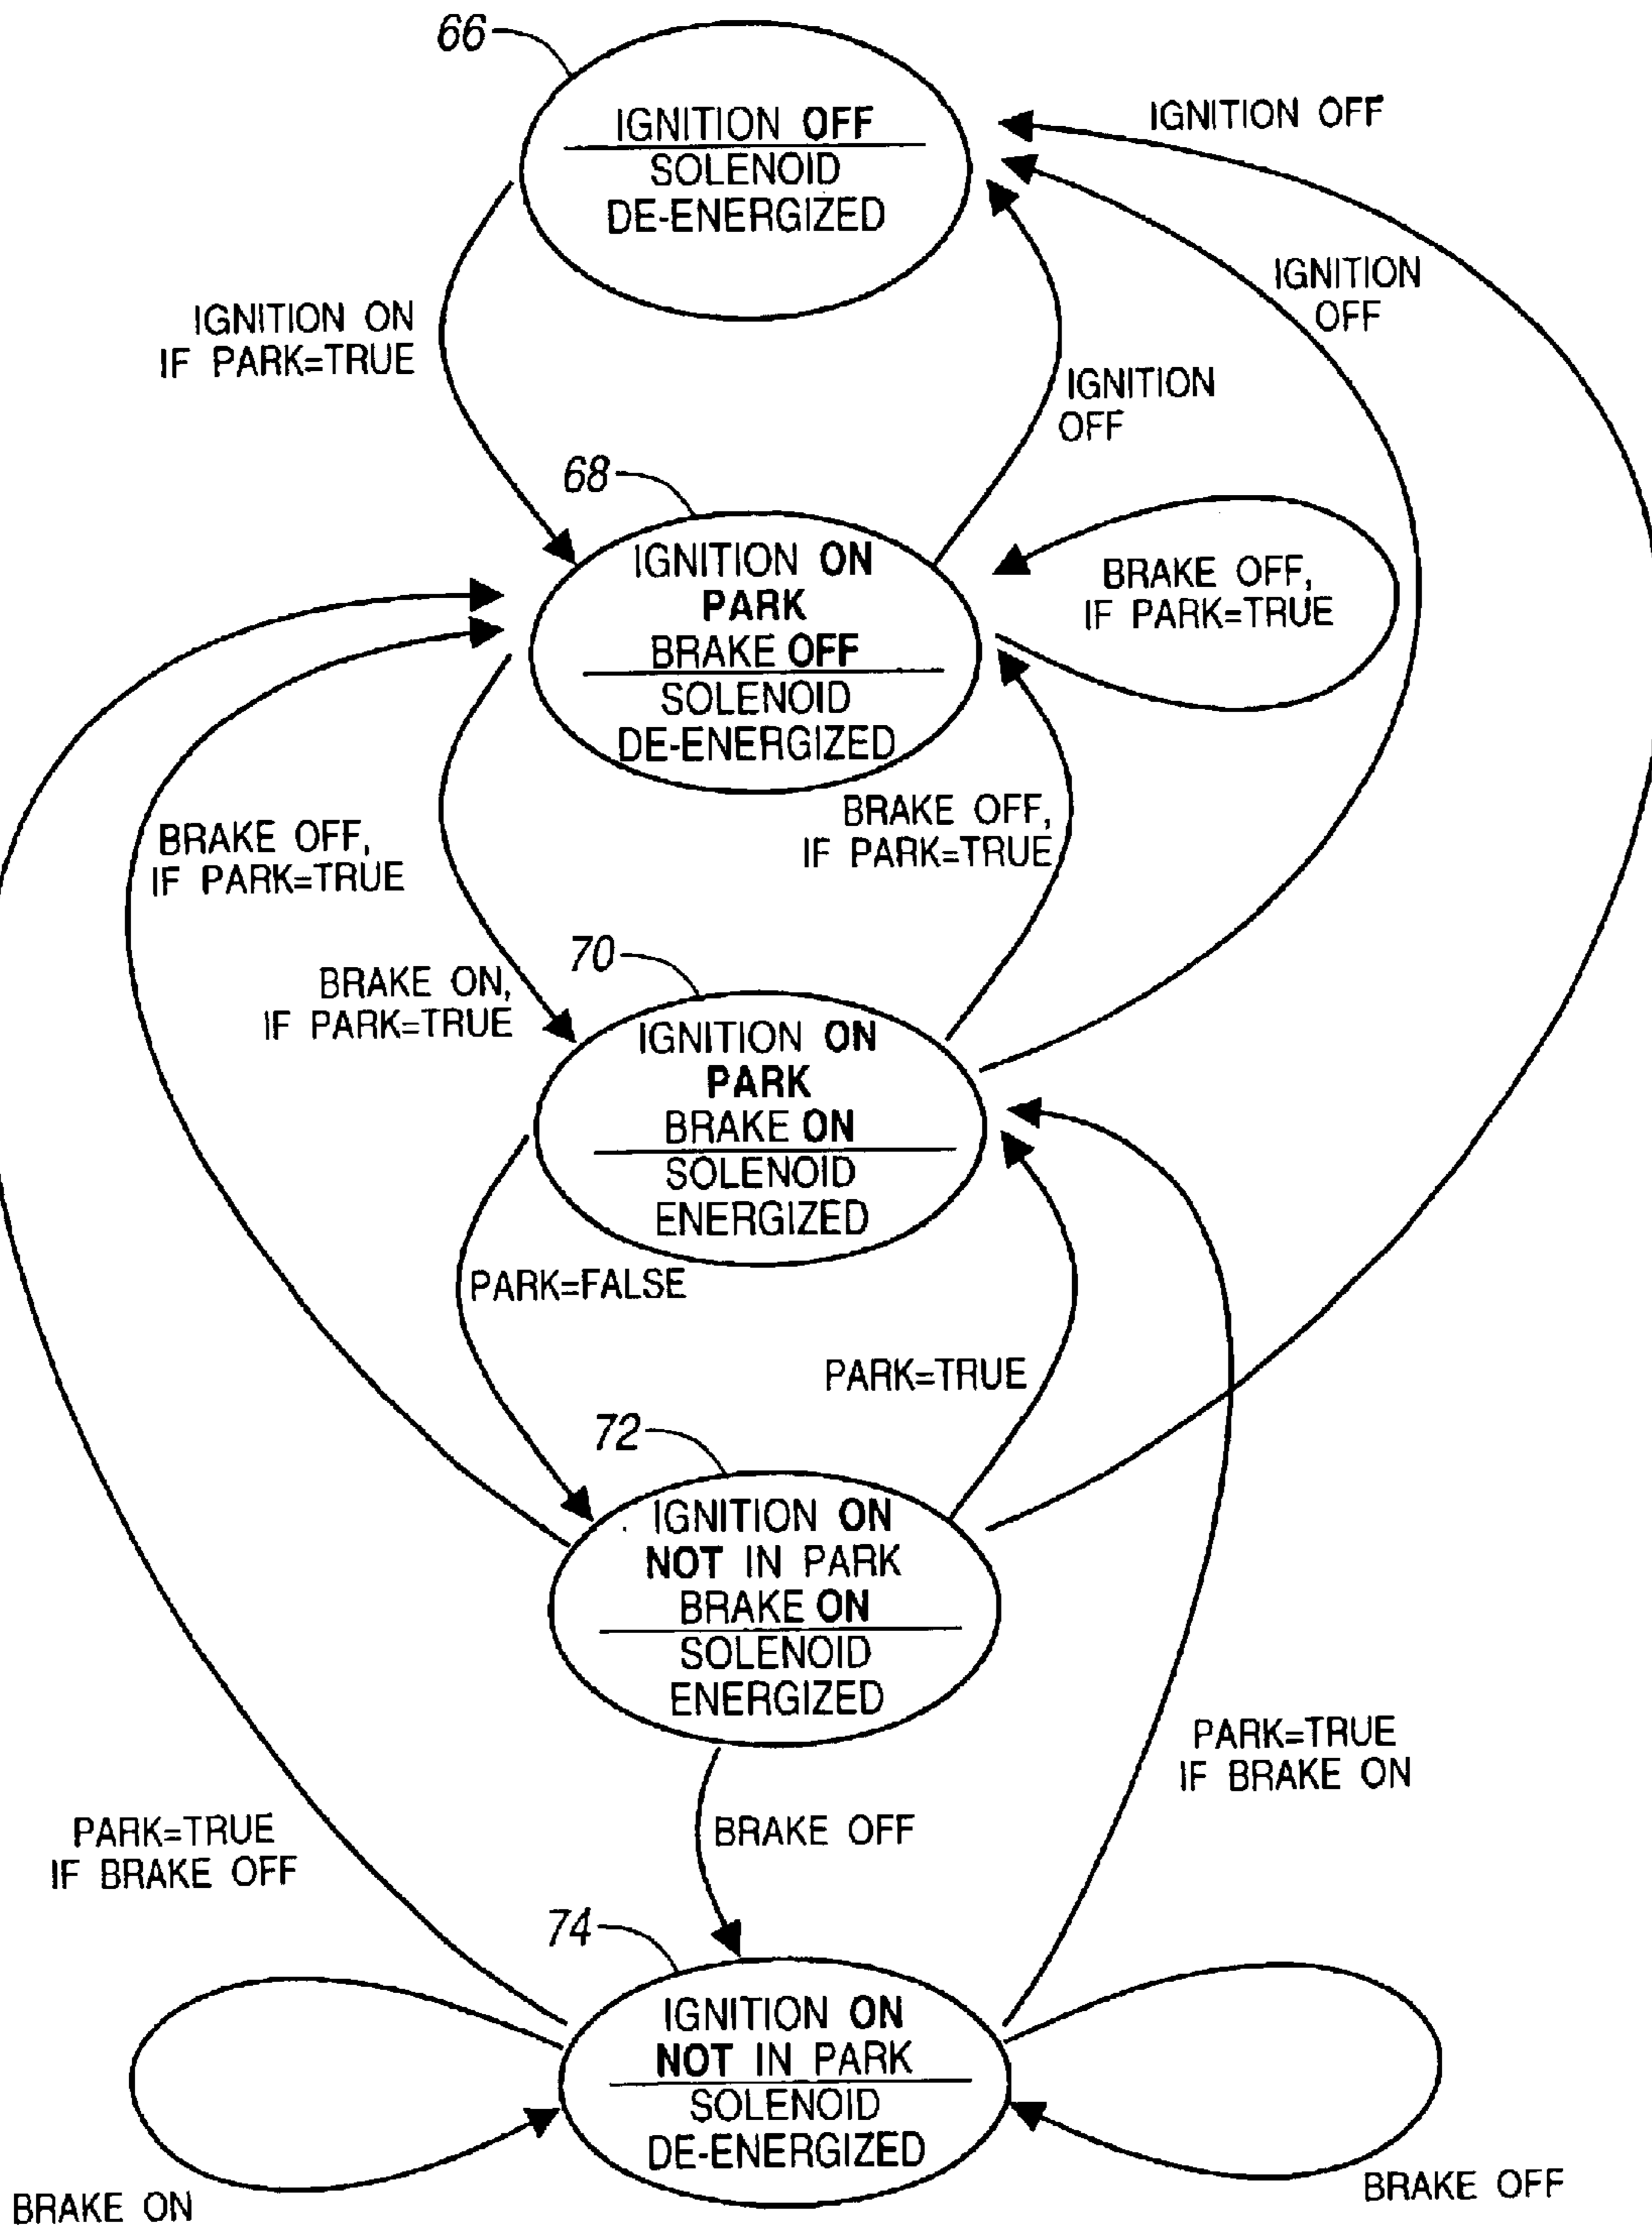 66
IGNITION OFF
SOLENOID
DE-ENERGIZED
IGNITION OFF
IGNITION
OFF
IGNITION ON
IF PARK=TRUE
IGNITION
OFF
68
IGNITION ON
PARK
BRAKE OFF
SOLENOID
DE-ENERGIZED
BRAKE OFF,
IF PARK=TRUE
BRAKE OFF,
IF PARK=TRUE
BRAKE OFF,
IF PARK=TRUE
BRAKE ON,
IF PARK=TRUE
70
IGNITION ON
PARK
BRAKE ON
SOLENOID
ENERGIZED
PARK=FALSE
PARK=TRUE
72
IGNITION ON
NOT IN PARK
BRAKE ON
SOLENOID
ENERGIZED
PARK=TRUE
IF BRAKE ON
BRAKE OFF
PARK=TRUE
IF BRAKE OFF
74
IGNITION ON
NOT IN PARK
SOLENOID
DE-ENERGIZED
BRAKE ON
BRAKE OFF